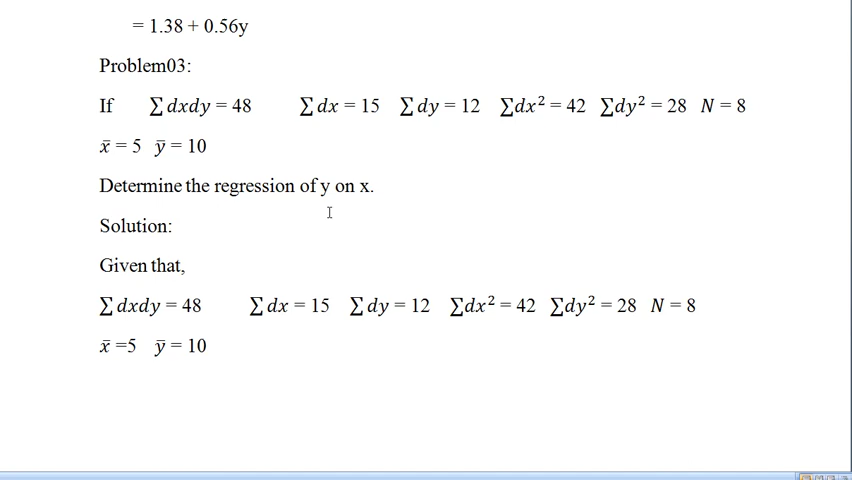 = 1.38 + 0.56y
Problem03:
If ∑ dxdy = 48 ∑ dx = 15 ∑ dy = 12 ∑dx² = 42 ∑dy² = 28 N = 8
x̄ = 5 ȳ = 10
Determine the regression of y on x.
Solution:
Given that,
∑ dxdy = 48 ∑ dx = 15 ∑ dy = 12 ∑dx² = 42 ∑dy² = 28 N = 8
x̄ =5 ȳ = 10